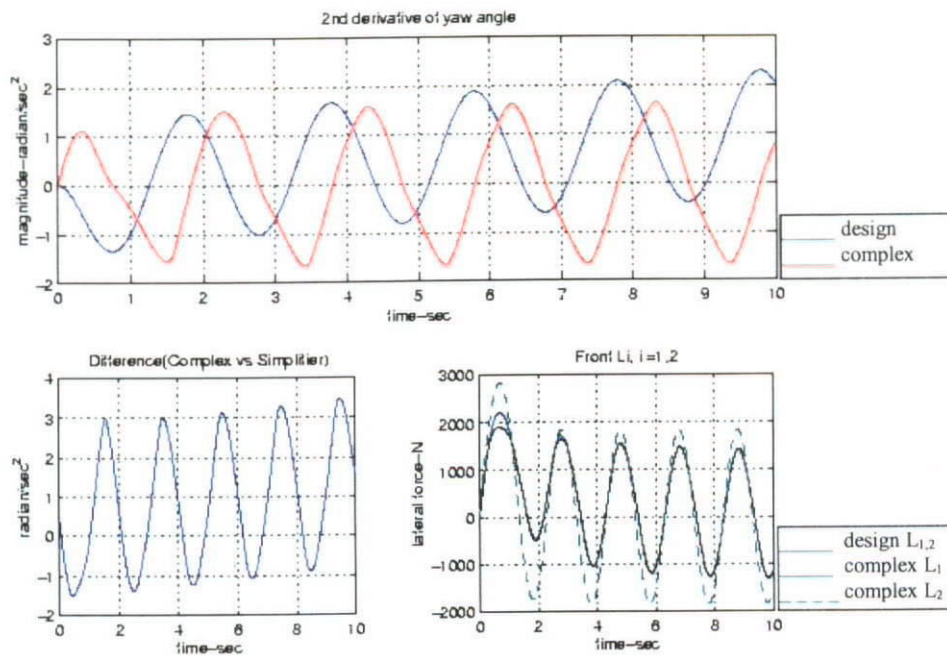 2nd derivative of yaw angle
magnitude-radian/sec²
3
2
1
0
-1
-2
0 1 2 3 4 5 6 7 8 9 10
time-sec
design
complex
Difference(Complex vs Simplifier)
radian/sec²
4
3
2
1
0
-1
-2
0 2 4 6 8 10
time-sec
Front Li, i=1,2
lateral force-N
3000
2000
1000
0
-1000
-2000
0 2 4 6 8 10
time-sec
design L₁,₂
complex L₁
complex L₂